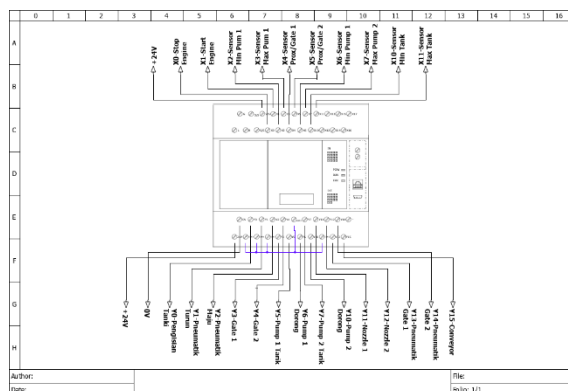 0 1 2 3 4 5 6 7 8 9 10 11 12 13 14 15 16
A
B
C
D
E
F
G
H
+24V
X0-Stop Engine
X1-Start Engine
X2-Sensor Min Pum 1
X3-Sensor Max Pum 1
X4-Sensor Prox/Gate 1
X5-Sensor Prox/Gate 2
X6-Sensor Min Pump 1
X7-Sensor Max Pump 2
X10-Sensor Min Tank
X11-Sensor Max Tank
+24V
0V
Y0-Pengisian Tanki
Y1-Pneumatik Turun
Y2-Pneumatik Maju
Y3-Gate 1
Y4-Gate 2
Y5-Pump 1 Tarik
Y6-Pump 1 Dorong
Y7-Pump 2 Tarik
Y10-Pump 2 Dorong
Y11-Nozzle 1
Y12-Nozzle 2
Y13-Pneumatik Gate 1
Y14-Pneumatik Gate 2
Y15-Conveyor
Author:
Date:
File:
Folio: 1/1